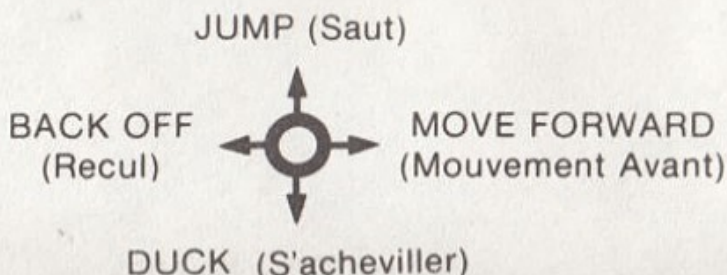 JUMP (Saut)
BACK OFF
(Recul)
MOVE FORWARD
(Mouvement Avant)
DUCK (S'acheviller)